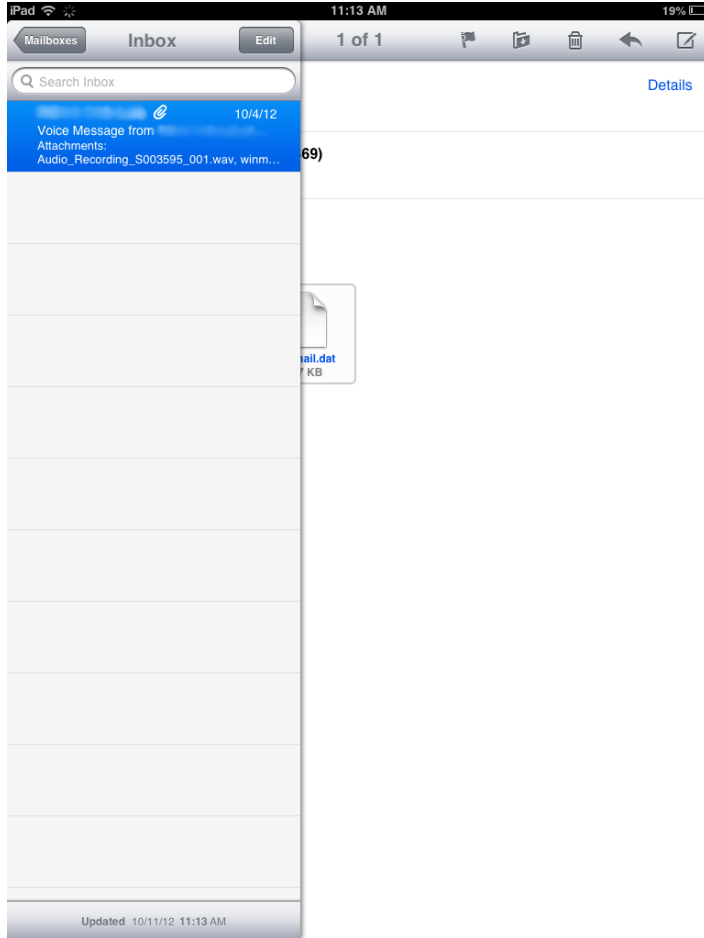 iPad 11:13 AM 19%
Mailboxes Inbox Edit 1 of 1
Search Inbox
Details
10/4/12
Voice Message from
Attachments:
Audio_Recording_S003595_001.wav, winm...
69)
ail.dat
KB
Updated 10/11/12 11:13 AM